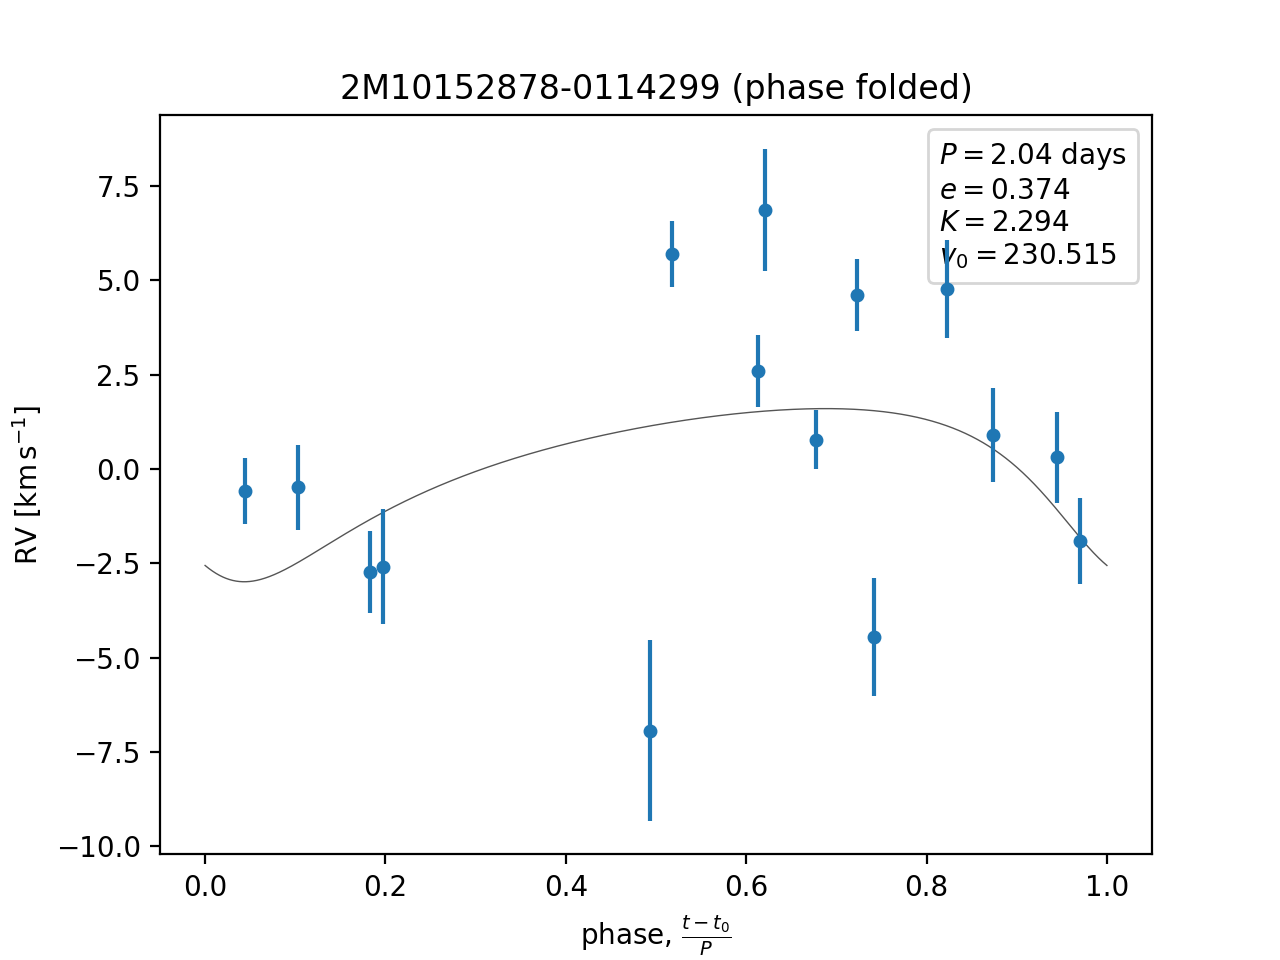 2M10152878-0114299 (phase folded)
P = 2.04 days
e = 0.374
K = 2.294
v₀ = 230.515
RV [km s⁻¹]
7.5
5.0
2.5
0.0
−2.5
−5.0
−7.5
−10.0
0.0 0.2 0.4 0.6 0.8 1.0
phase, (t − t₀)/P